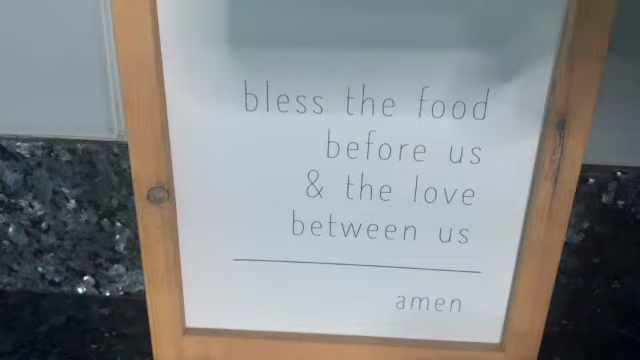 bless the food
before us
& the love
between us
amen